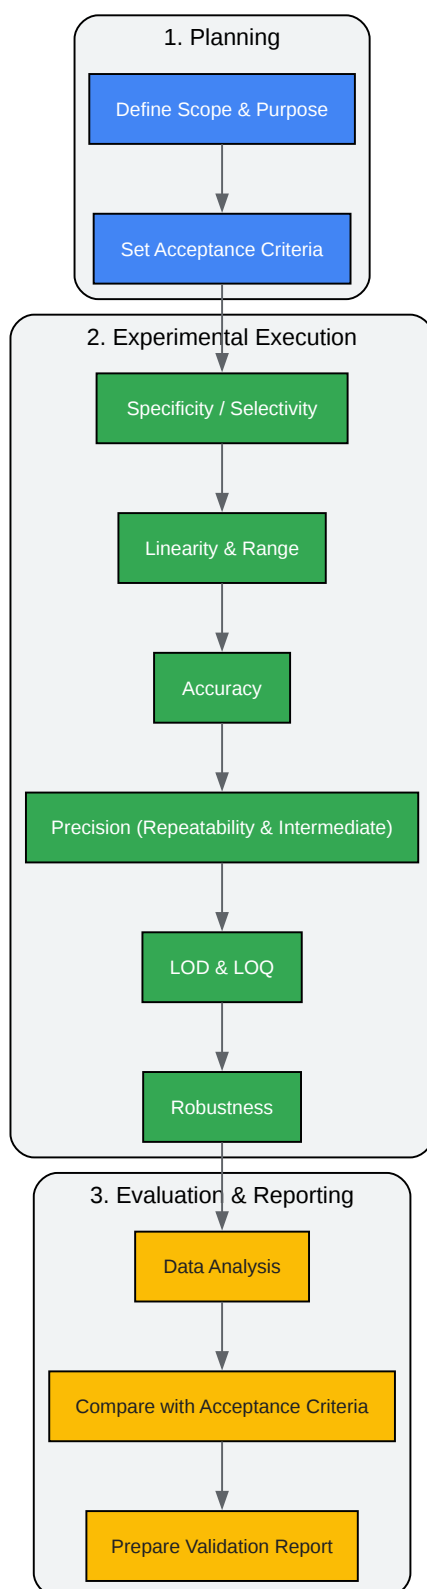 1. Planning
Define Scope & Purpose
Set Acceptance Criteria
2. Experimental Execution
Specificity / Selectivity
Linearity & Range
Accuracy
Precision (Repeatability & Intermediate)
LOD & LOQ
Robustness
3. Evaluation & Reporting
Data Analysis
Compare with Acceptance Criteria
Prepare Validation Report